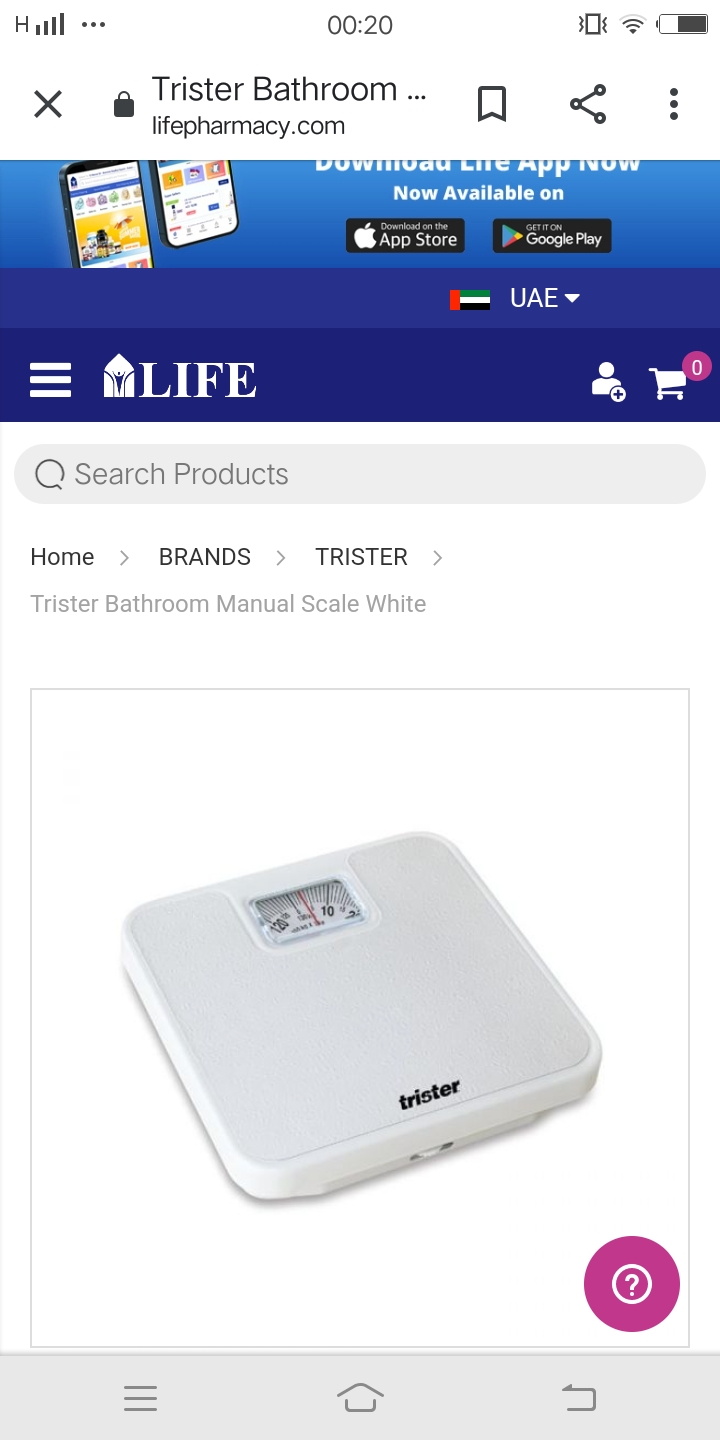 H
00:20
Trister Bathroom ...
lifepharmacy.com
Download Life App Now
Now Available on
Download on the
App Store
GET IT ON
Google Play
UAE
LIFE
0
Search Products
Home > BRANDS > TRISTER >
Trister Bathroom Manual Scale White
120 10
trister
?